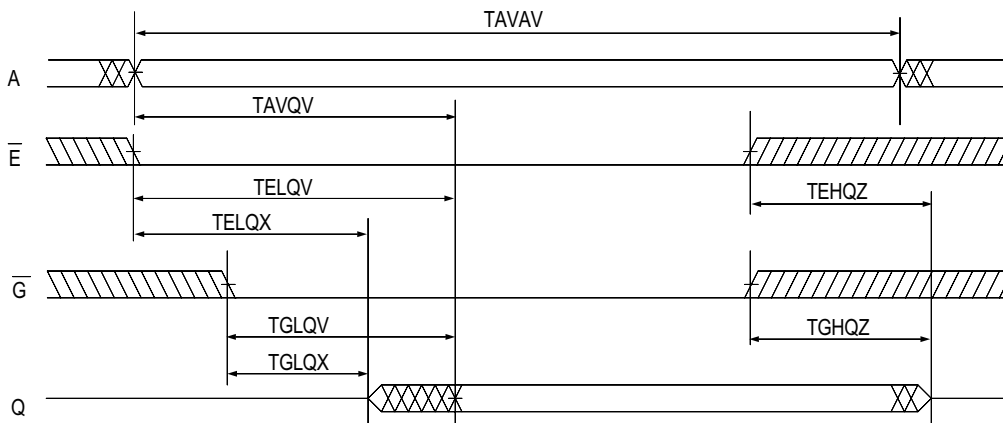 TAVAV
A
TAVQV
E̅
TELQV
TEHQZ
TELQX
G̅
TGLQV
TGHQZ
TGLQX
Q